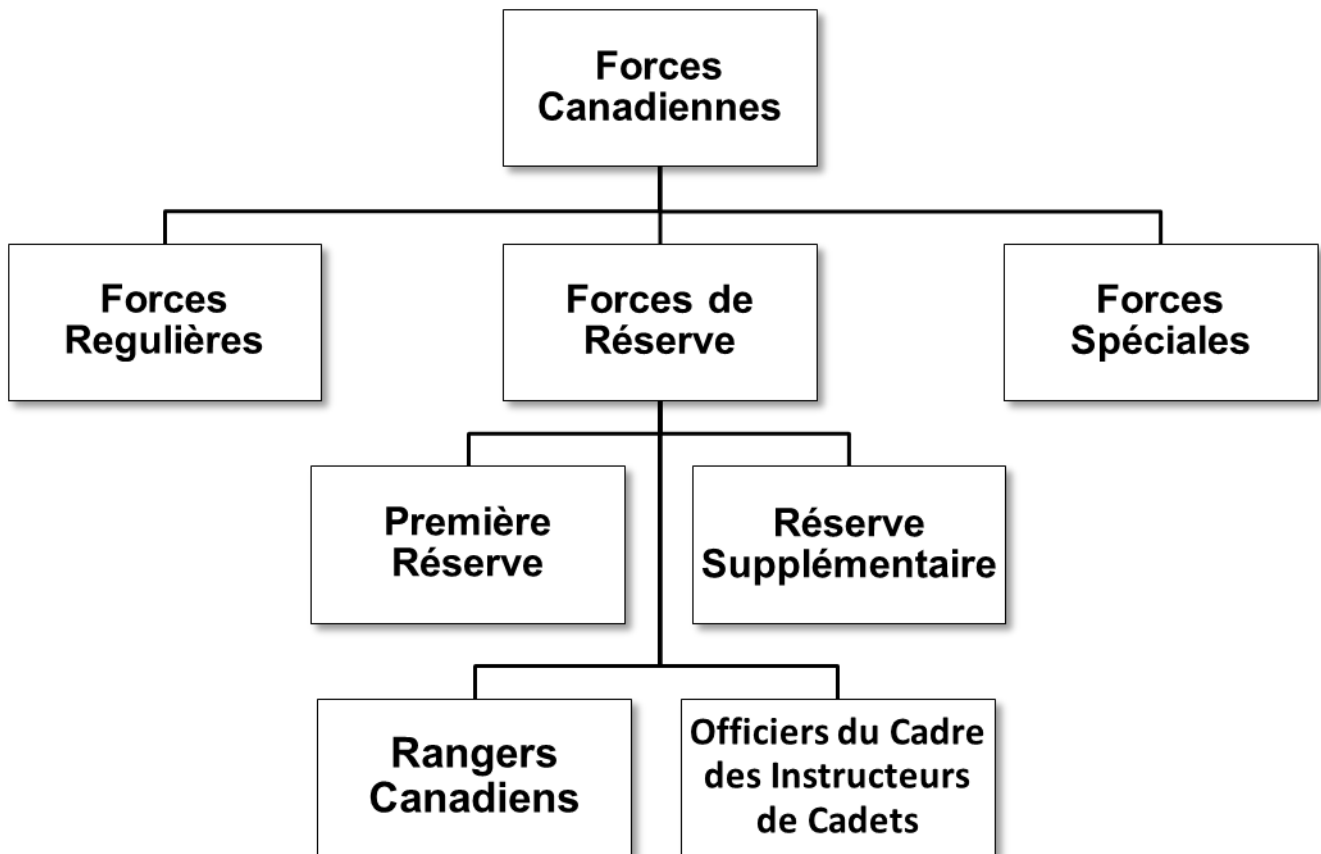 Forces
Canadiennes
Forces
Regulières
Forces de
Réserve
Forces
Spéciales
Première
Réserve
Réserve
Supplémentaire
Rangers
Canadiens
Officiers du Cadre
des Instructeurs
de Cadets